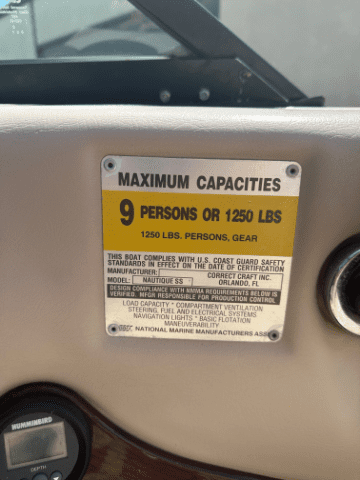 MAXIMUM CAPACITIES
9 PERSONS OR 1250 LBS
1250 LBS. PERSONS, GEAR
THIS BOAT COMPLIES WITH U.S. COAST GUARD SAFETY
STANDARDS IN EFFECT ON THE DATE OF CERTIFICATION
MANUFACTURER: CORRECT CRAFT INC.
MODEL: NAUTIQUE SS ORLANDO, FL
DESIGN COMPLIANCE WITH NMMA REQUIREMENTS BELOW IS
VERIFIED. MFGR RESPONSIBLE FOR PRODUCTION CONTROL
LOAD CAPACITY * COMPARTMENT VENTILATION
STEERING, FUEL AND ELECTRICAL SYSTEMS
NAVIGATION LIGHTS * BASIC FLOTATION
MANEUVERABILITY
NATIONAL MARINE MANUFACTURERS ASSN
HUMMINBIRD
DEPTH